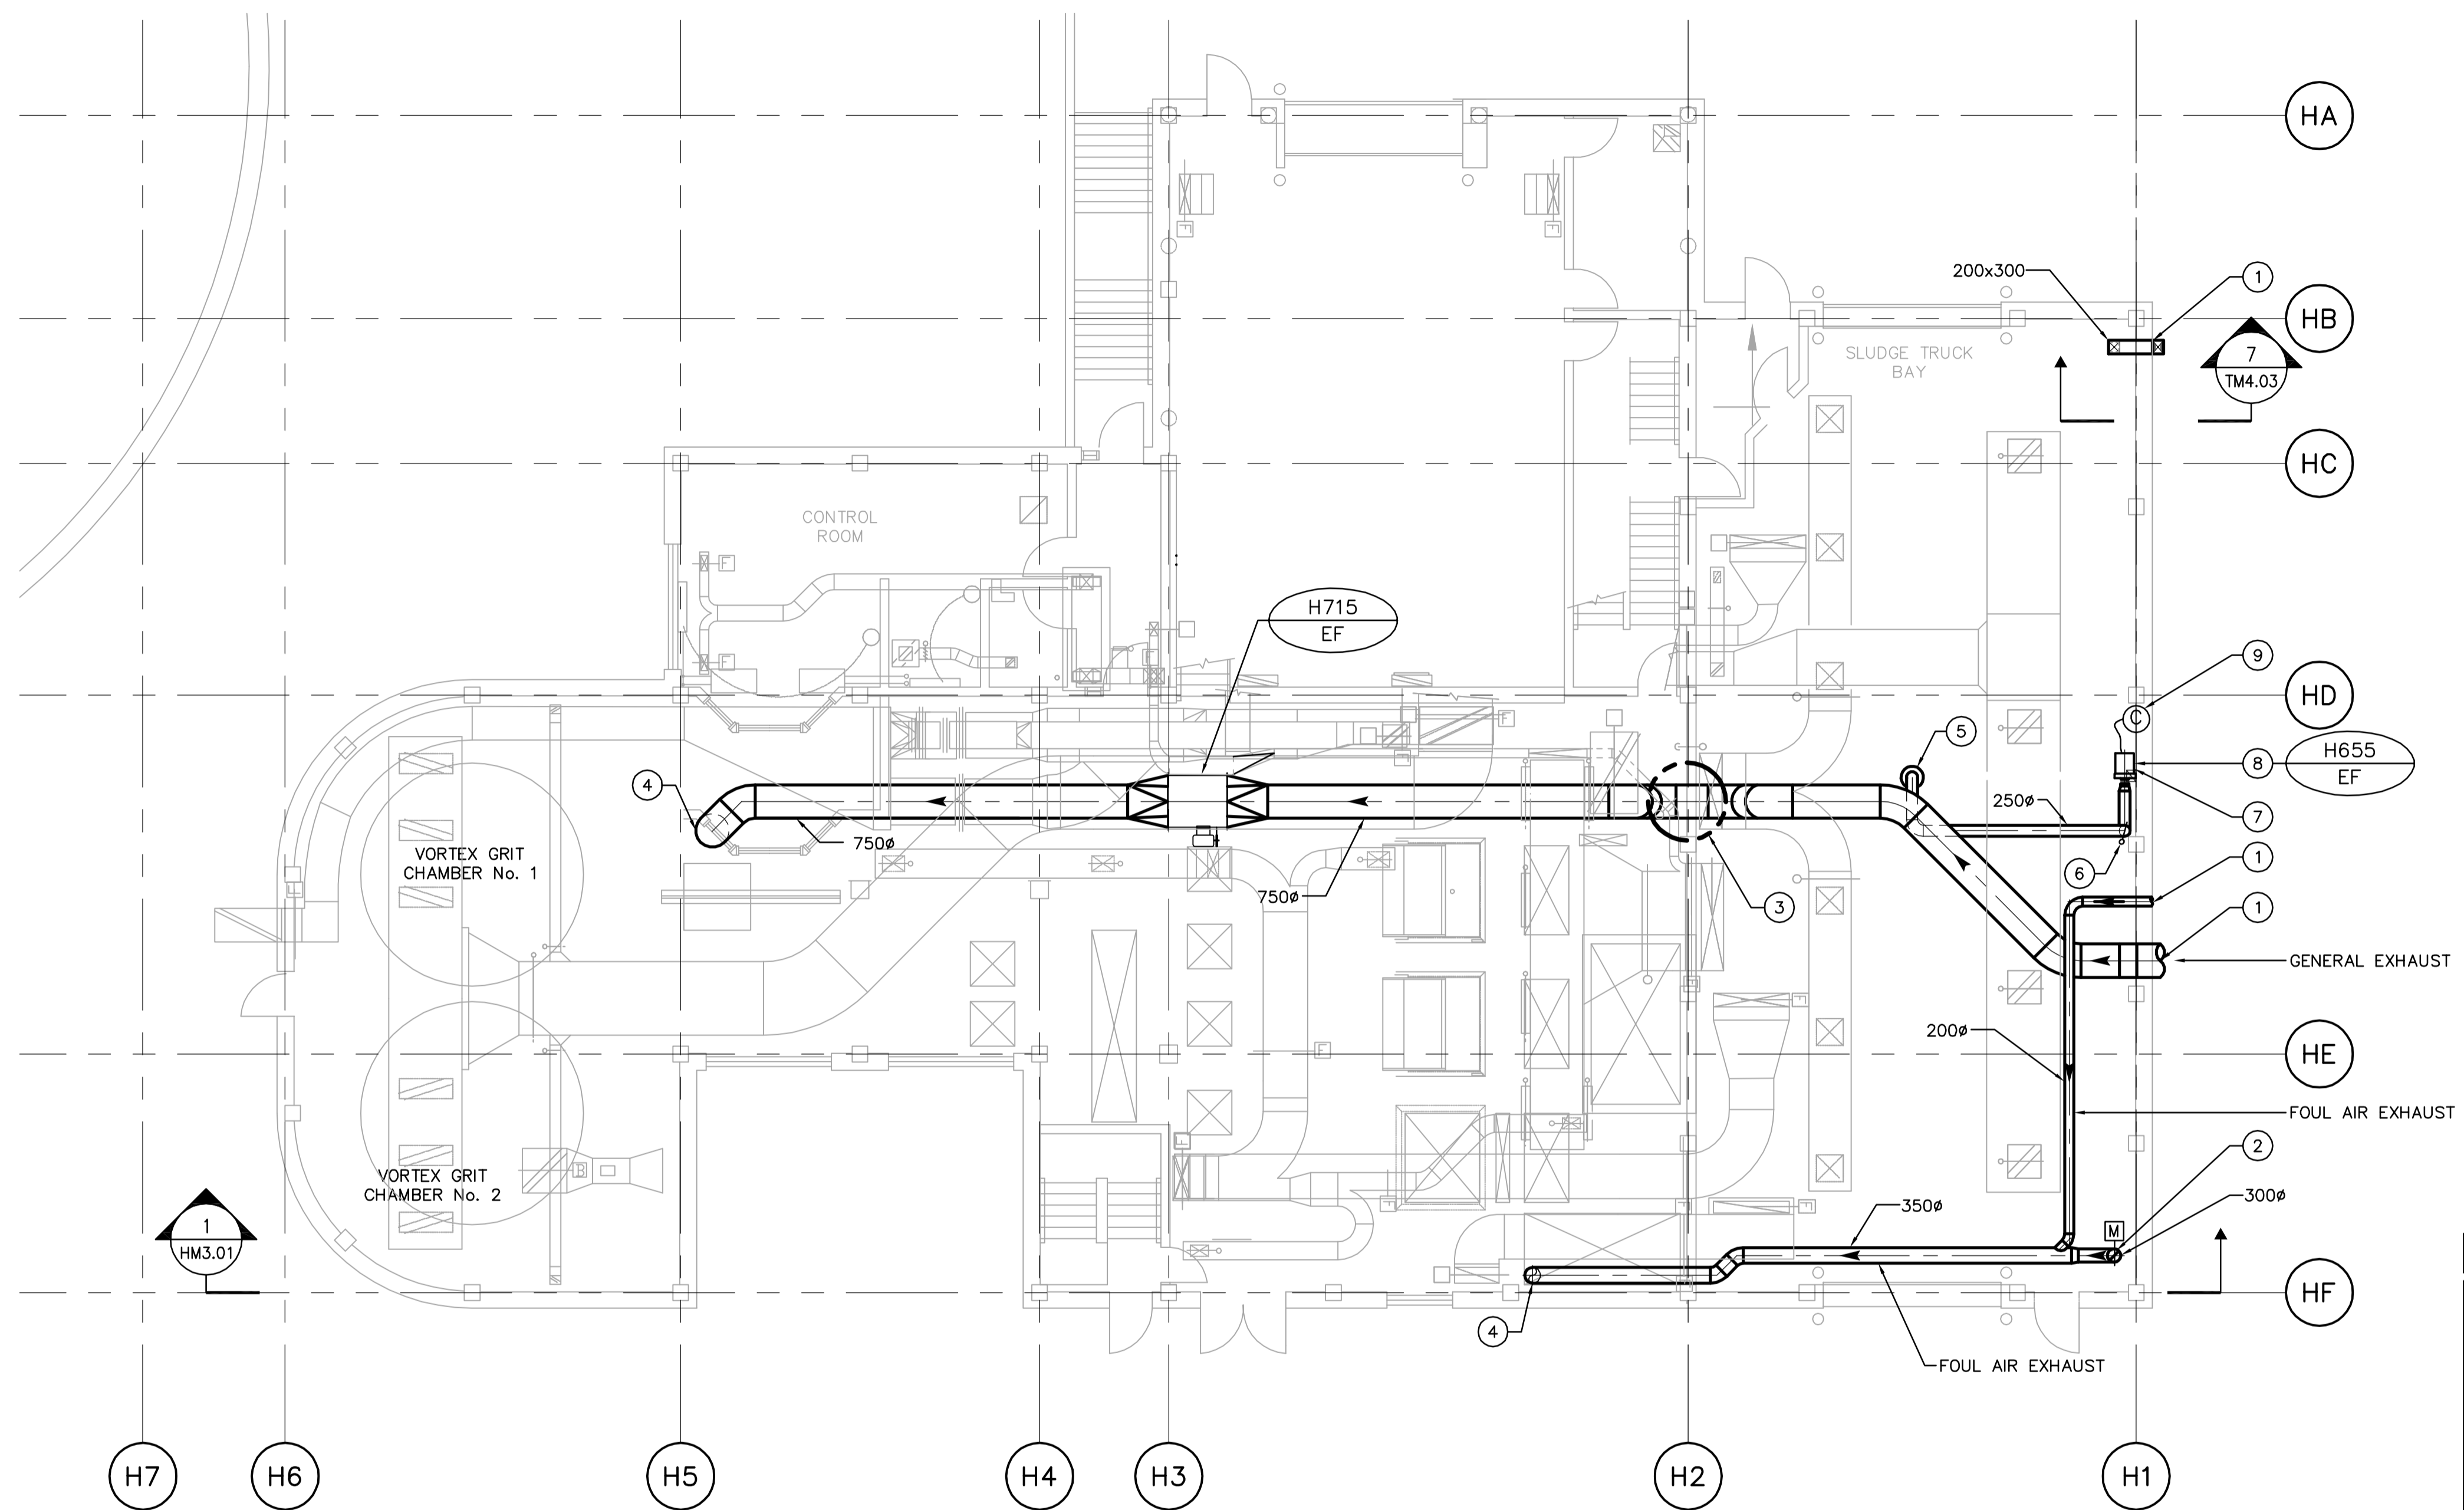 HA
200x300
1
HB
SLUDGE TRUCK
BAY
7
TM4.03
HC
CONTROL
ROOM
H715
EF
9
C
HD
5
H655
EF
8
4
250ø
7
750ø
VORTEX GRIT
CHAMBER No. 1
6
1
750ø
3
1
GENERAL EXHAUST
200ø
HE
FOUL AIR EXHAUST
2
VORTEX GRIT
CHAMBER No. 2
B
350ø
300ø
M
1
HM3.01
HF
4
FOUL AIR EXHAUST
H7
H6
H5
H4
H3
H2
H1